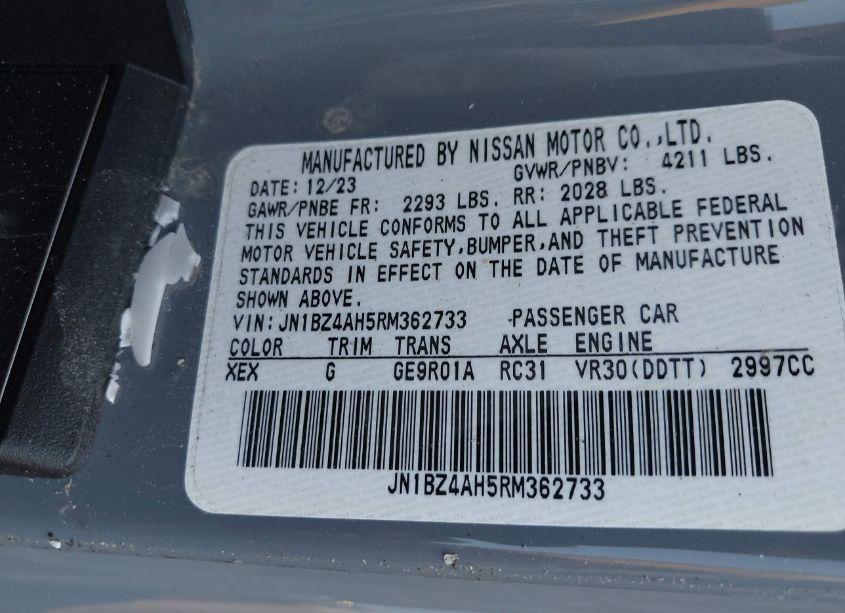 MANUFACTURED BY NISSAN MOTOR CO.,LTD.
DATE: 12/23 GVWR/PNBV: 4211 LBS.
GAWR/PNBE FR: 2293 LBS. RR: 2028 LBS.
THIS VEHICLE CONFORMS TO ALL APPLICABLE FEDERAL
MOTOR VEHICLE SAFETY,BUMPER,AND THEFT PREVENTION
STANDARDS IN EFFECT ON THE DATE OF MANUFACTURE
SHOWN ABOVE.
VIN: JN1BZ4AH5RM362733 PASSENGER CAR
COLOR TRIM TRANS AXLE ENGINE
XEX G GE9R01A RC31 VR30(DDTT) 2997CC
JN1BZ4AH5RM362733